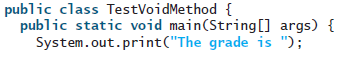 public class TestVoidMethod {
  public static void main(String[] args) {
    System.out.print("The grade is ");